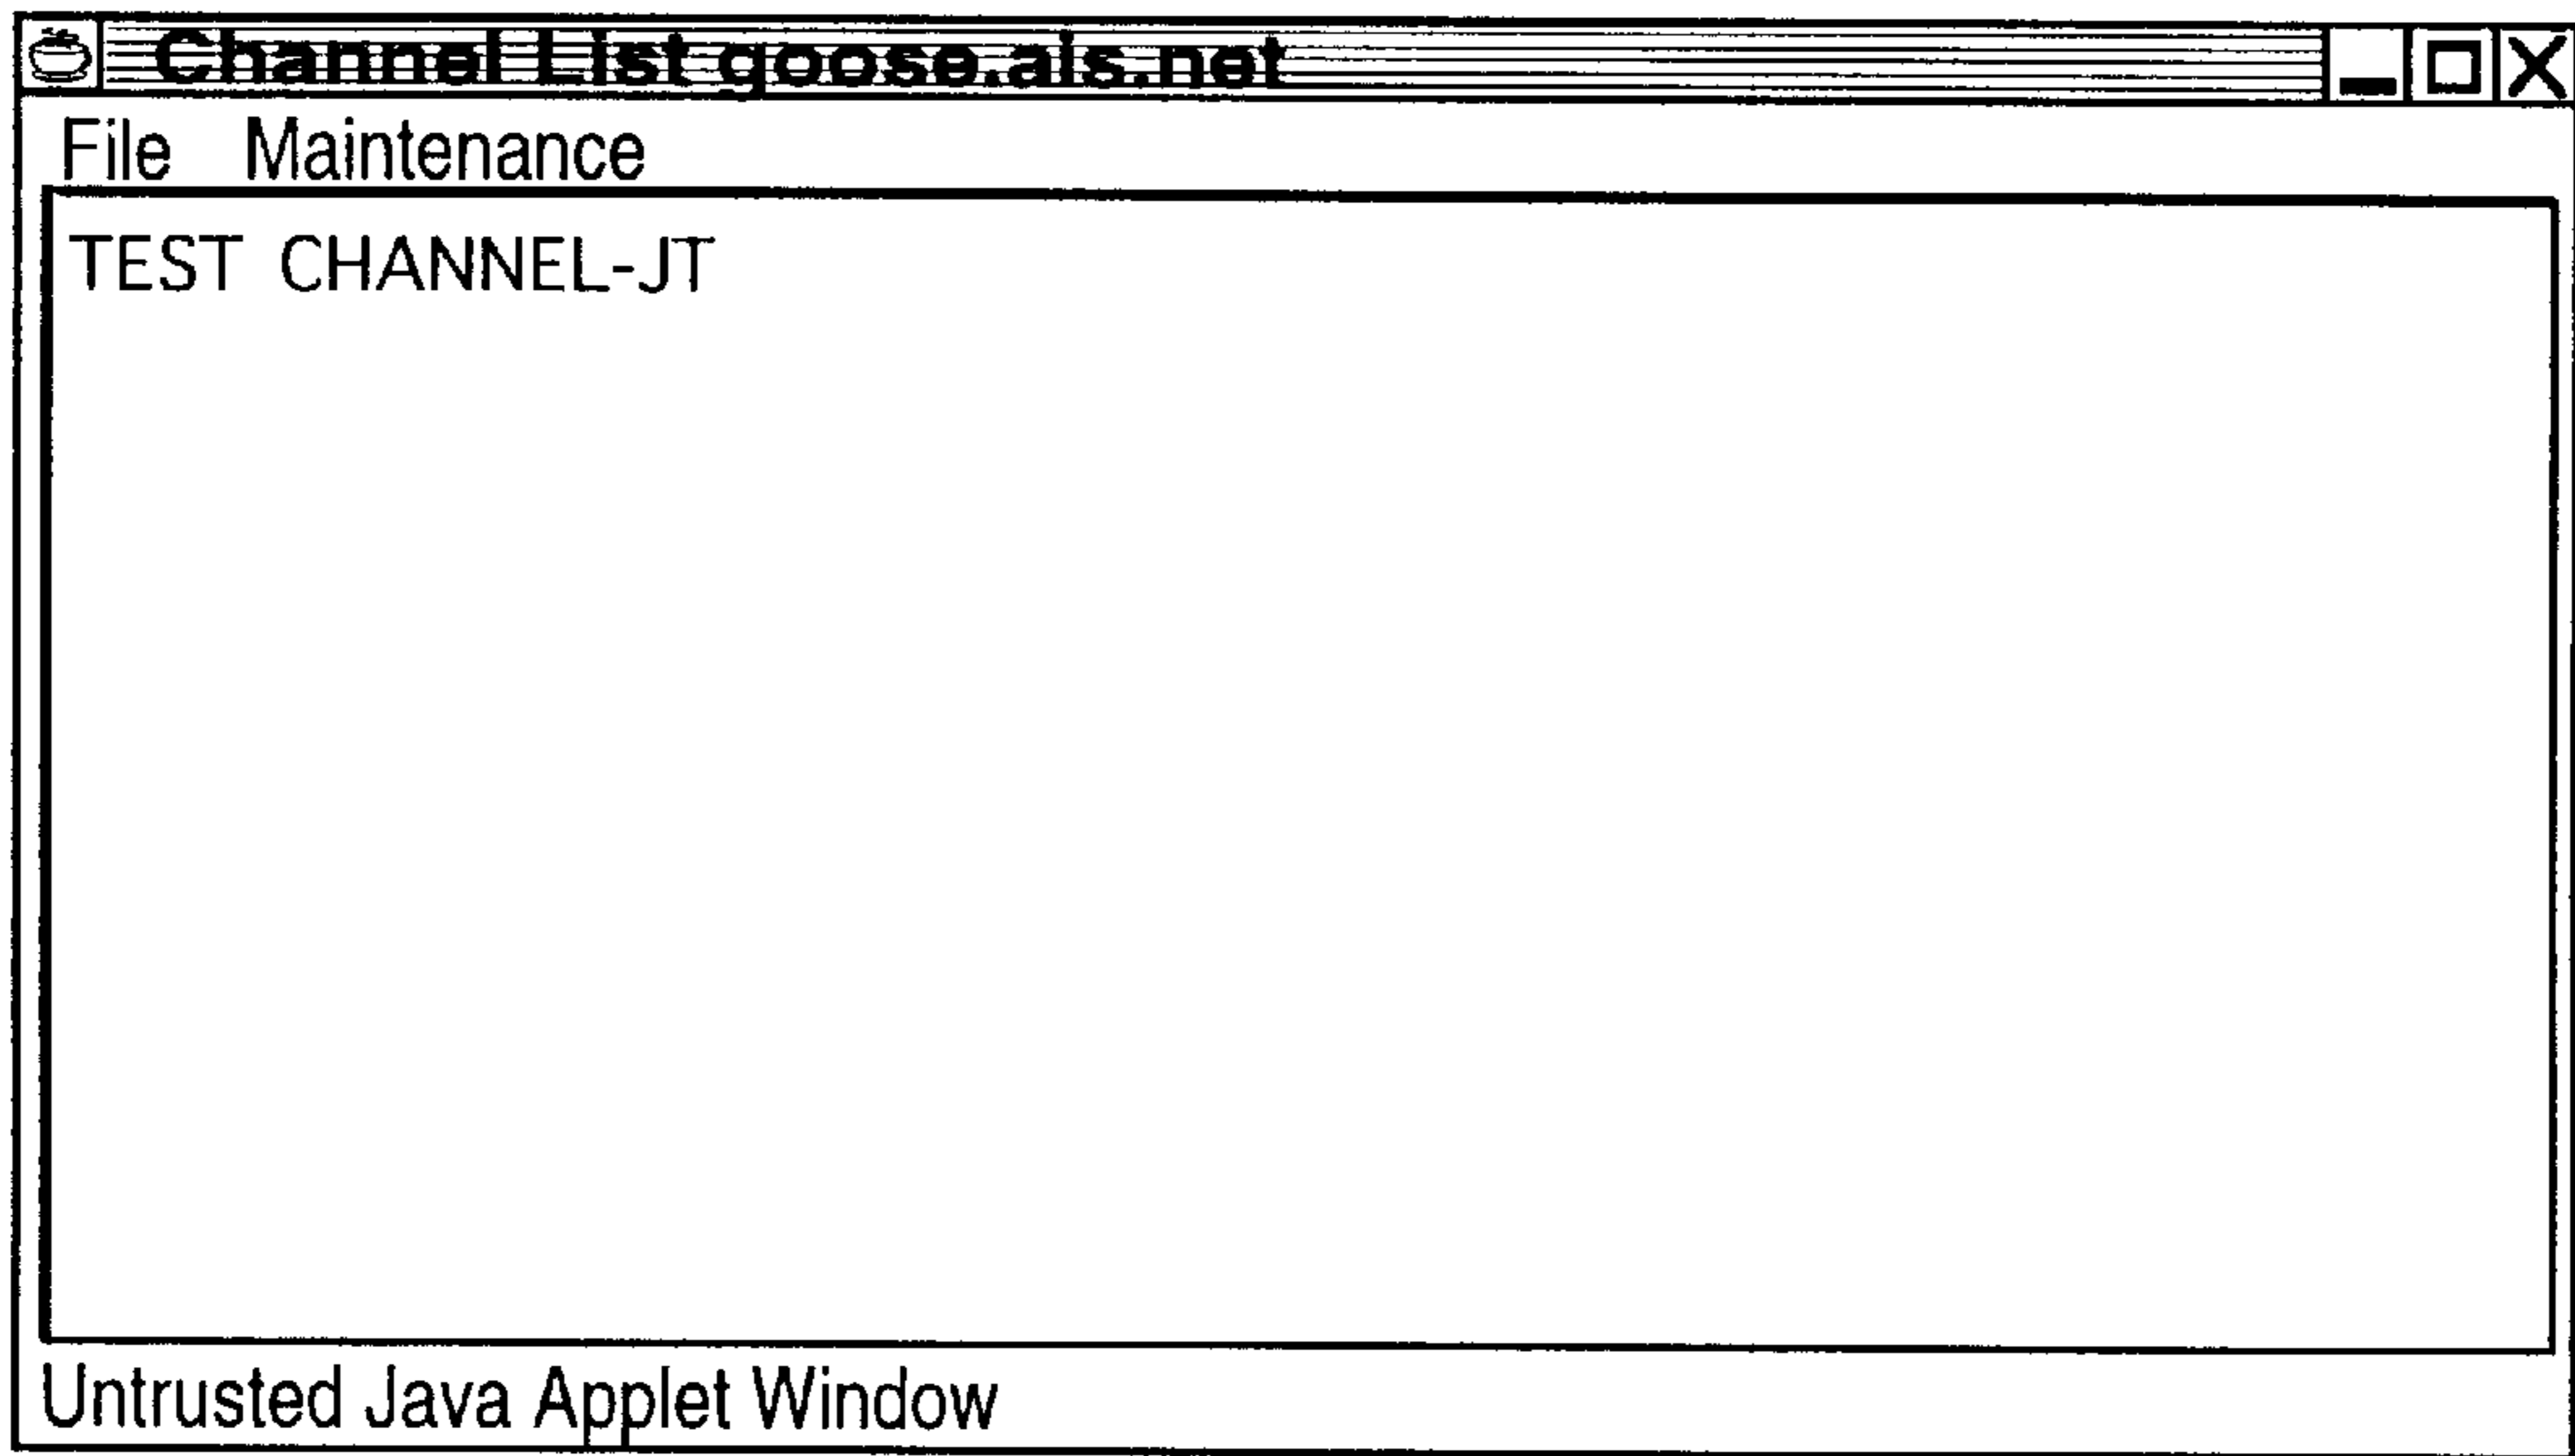 Channel List goose.ais.net
File Maintenance
TEST CHANNEL-JT
Untrusted Java Applet Window